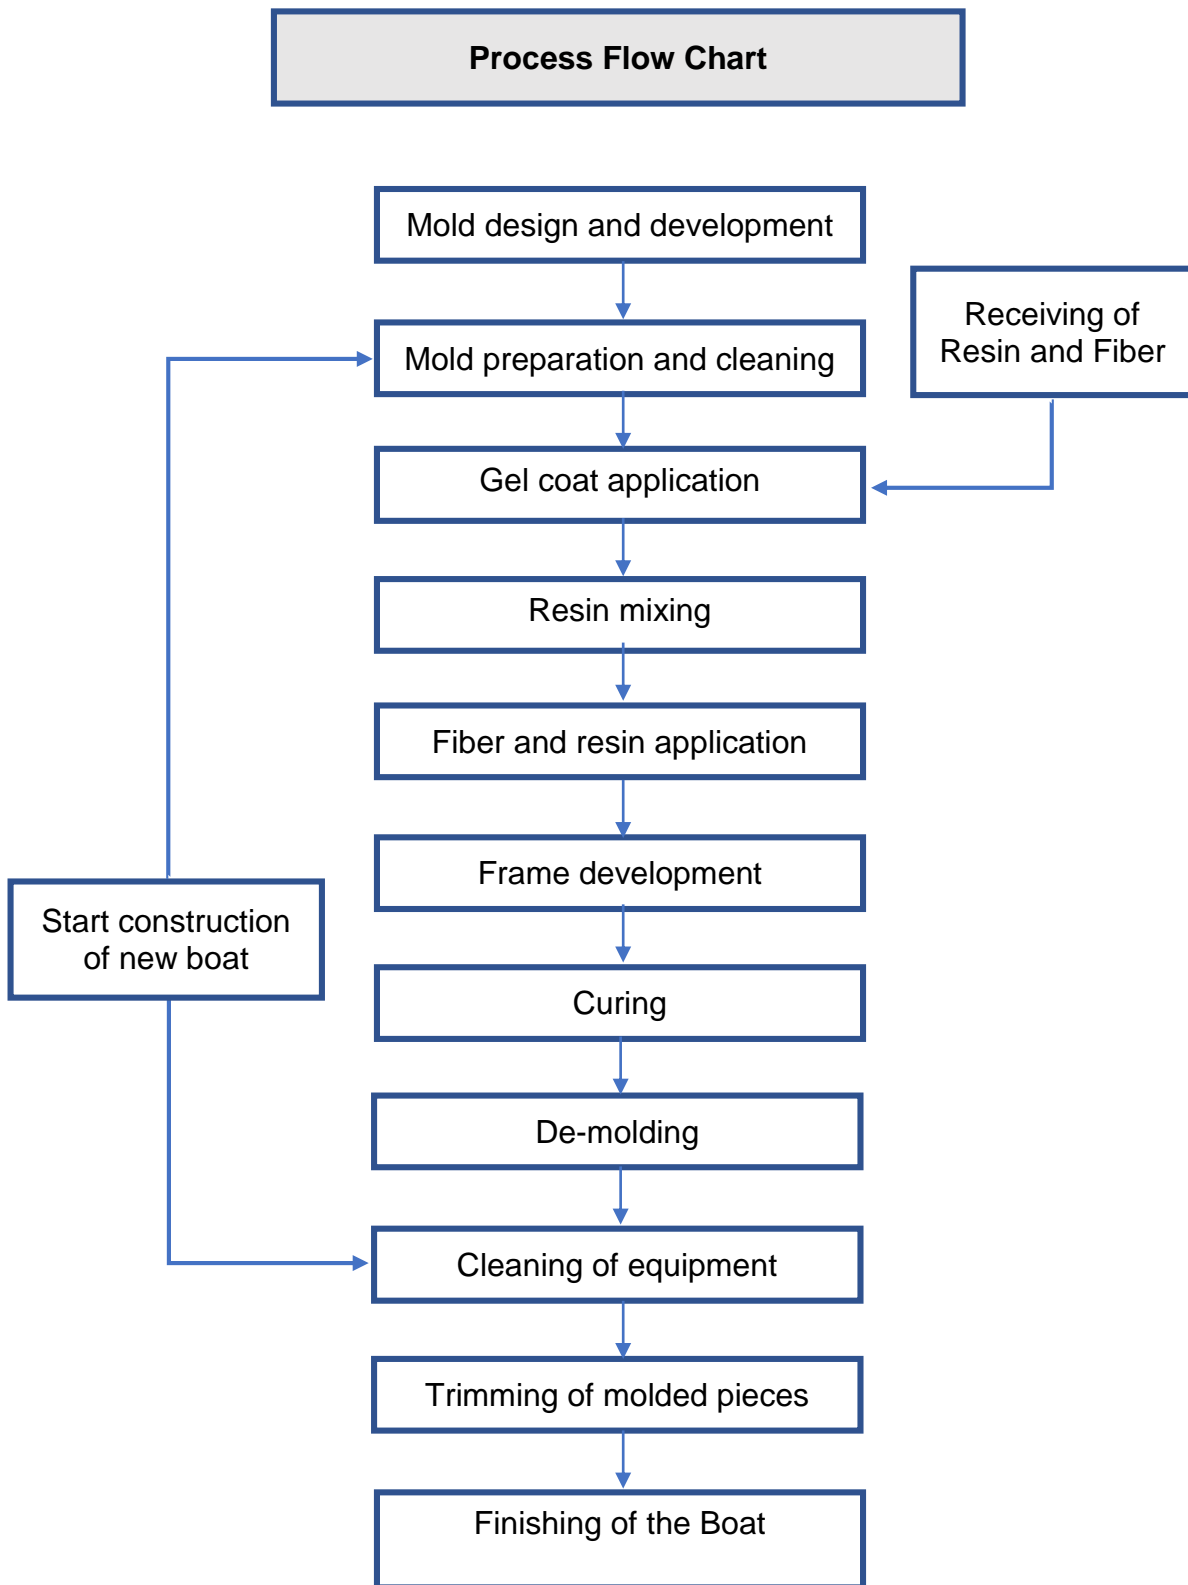 Process Flow Chart
Mold design and development
Receiving of
Resin and Fiber
Mold preparation and cleaning
Gel coat application
Resin mixing
Fiber and resin application
Frame development
Start construction
of new boat
Curing
De-molding
Cleaning of equipment
Trimming of molded pieces
Finishing of the Boat